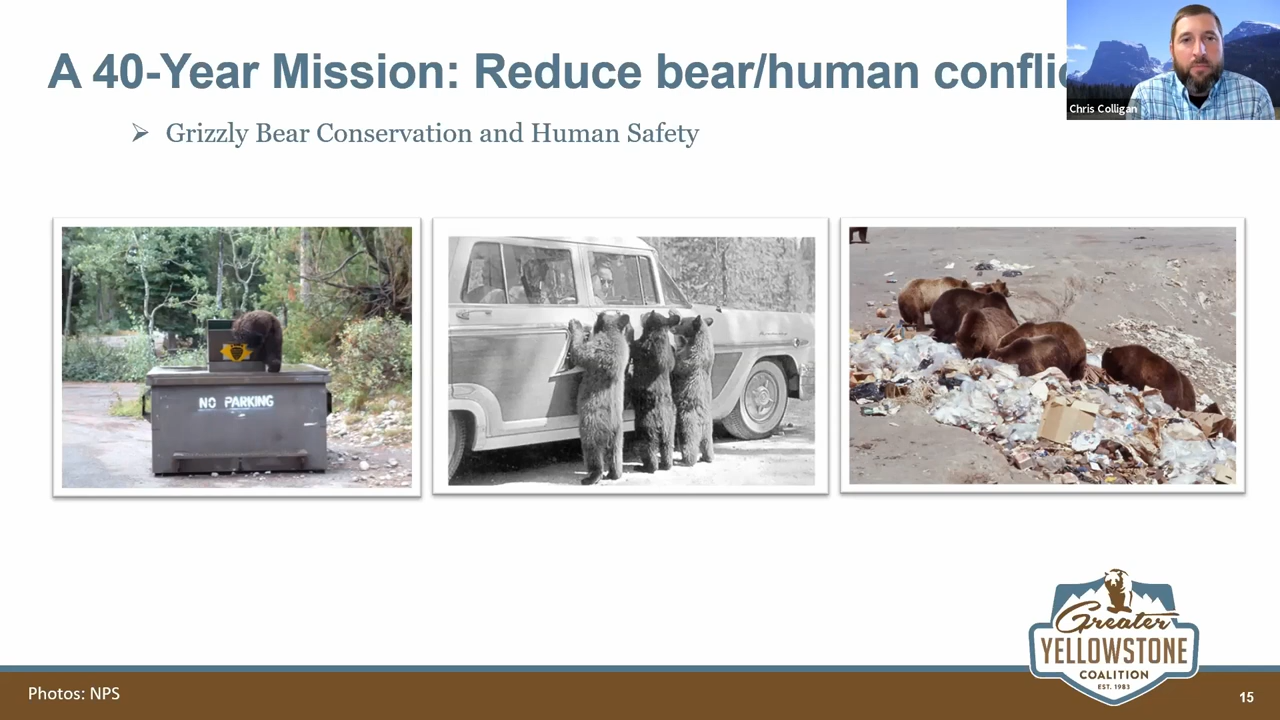 A 40-Year Mission: Reduce bear/human conflic
Chris Colligan
➢ Grizzly Bear Conservation and Human Safety
NO PARKING
Greater
YELLOWSTONE
COALITION
EST. 1983
Photos: NPS
15